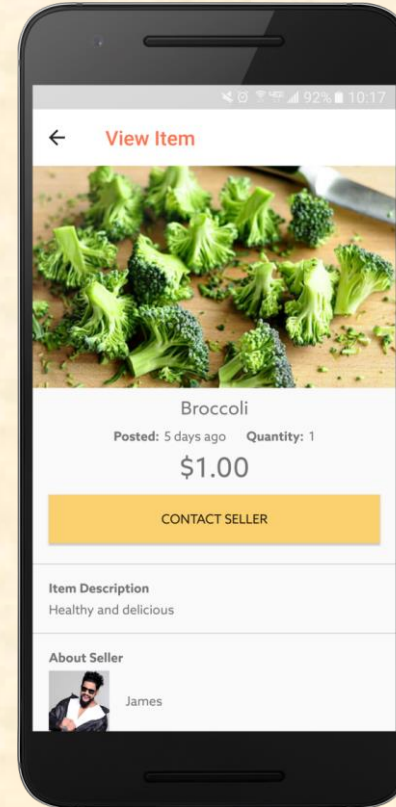 92% 10:17
View Item
Broccoli
Posted: 5 days ago Quantity: 1
$1.00
CONTACT SELLER
Item Description
Healthy and delicious
About Seller
James